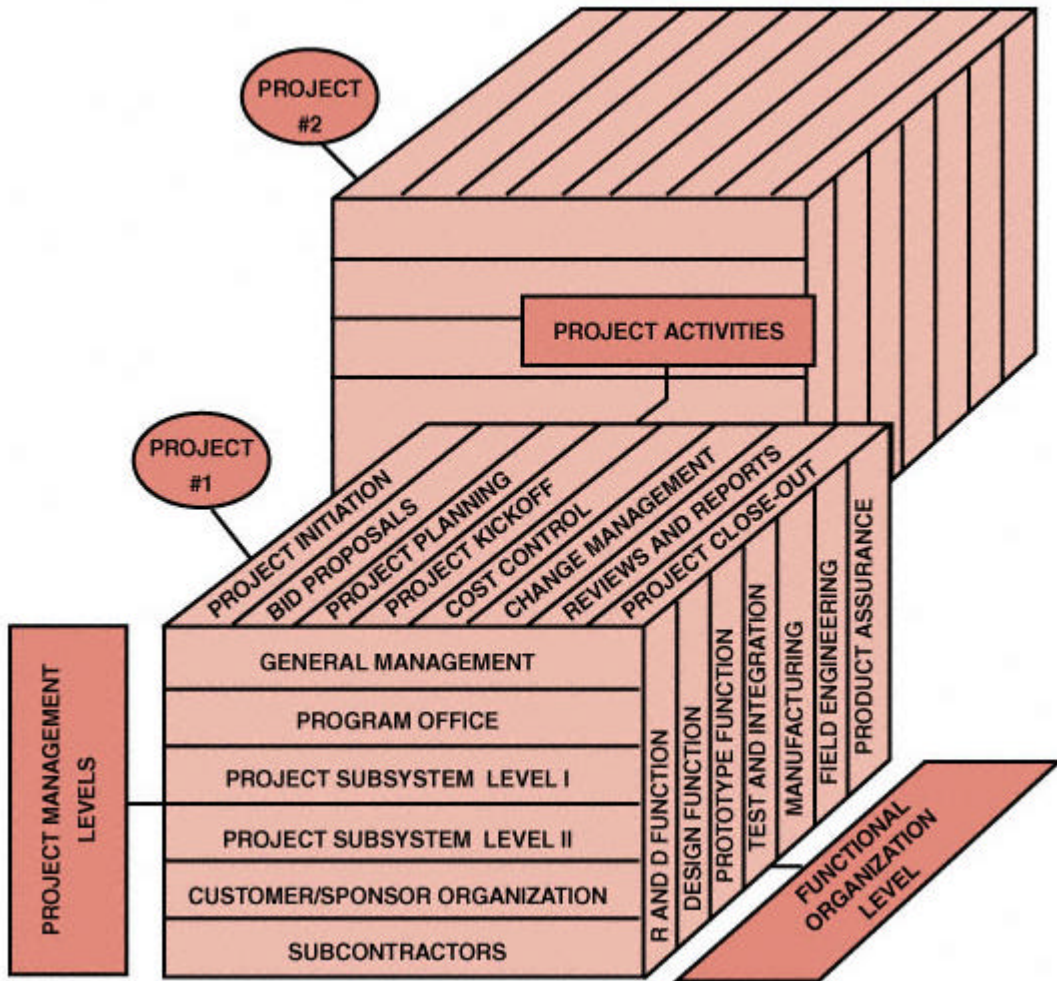 PROJECT
#2
PROJECT ACTIVITIES
PROJECT
#1
PROJECT INITIATION
BID PROPOSALS
PROJECT PLANNING
PROJECT KICKOFF
COST CONTROL
CHANGE MANAGEMENT
REVIEWS AND REPORTS
PROJECT CLOSE-OUT
PROJECT MANAGEMENT
LEVELS
GENERAL MANAGEMENT
PROGRAM OFFICE
PROJECT SUBSYSTEM LEVEL I
PROJECT SUBSYSTEM LEVEL II
CUSTOMER/SPONSOR ORGANIZATION
SUBCONTRACTORS
R AND D FUNCTION
DESIGN FUNCTION
PROTOTYPE FUNCTION
TEST AND INTEGRATION
MANUFACTURING
FIELD ENGINEERING
PRODUCT ASSURANCE
FUNCTIONAL
ORGANIZATION
LEVEL